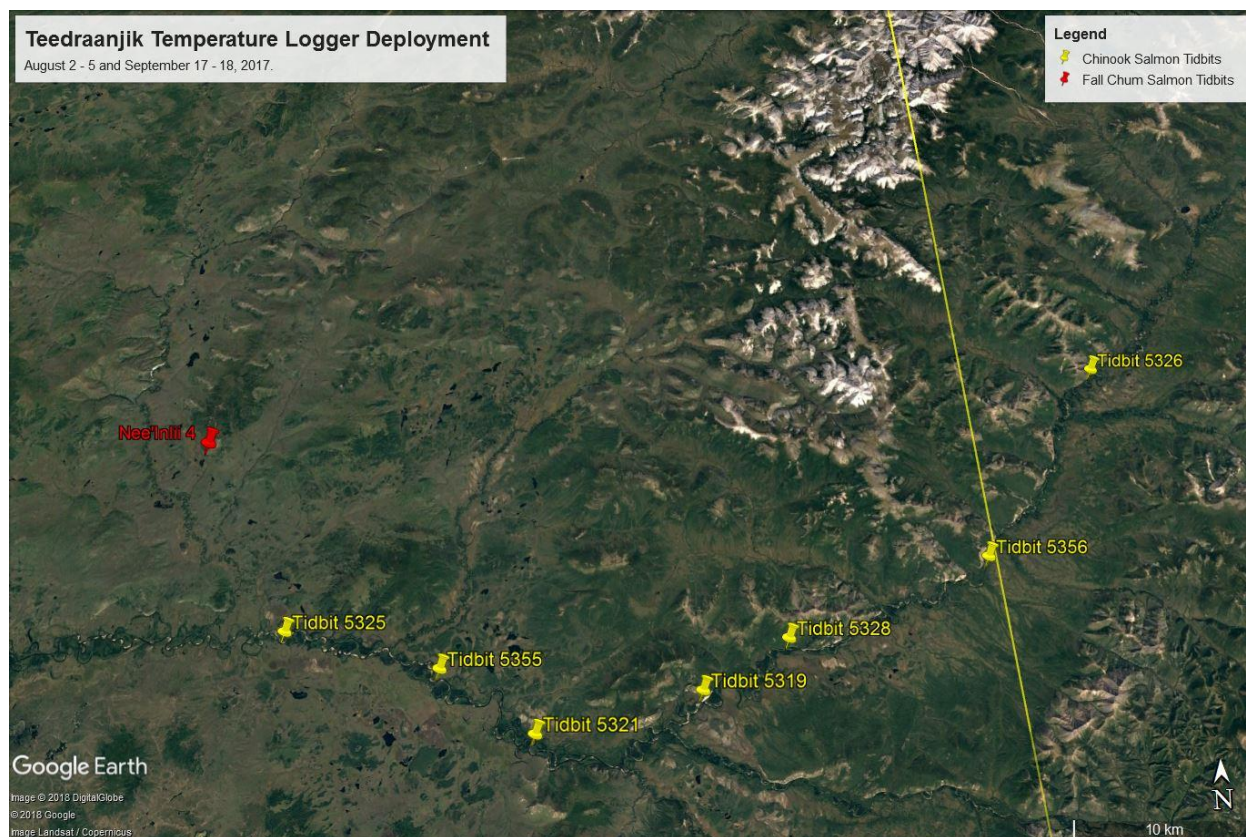 Teedraanjik Temperature Logger Deployment
August 2 - 5 and September 17 - 18, 2017.
Legend
Chinook Salmon Tidbits
Fall Chum Salmon Tidbits
Tidbit 5326
Nee'Inlii 4
Tidbit 5356
Tidbit 5325
Tidbit 5328
Tidbit 5355
Tidbit 5319
Tidbit 5321
Google Earth
Image © 2018 DigitalGlobe
© 2018 Google
Image Landsat / Copernicus
N
10 km